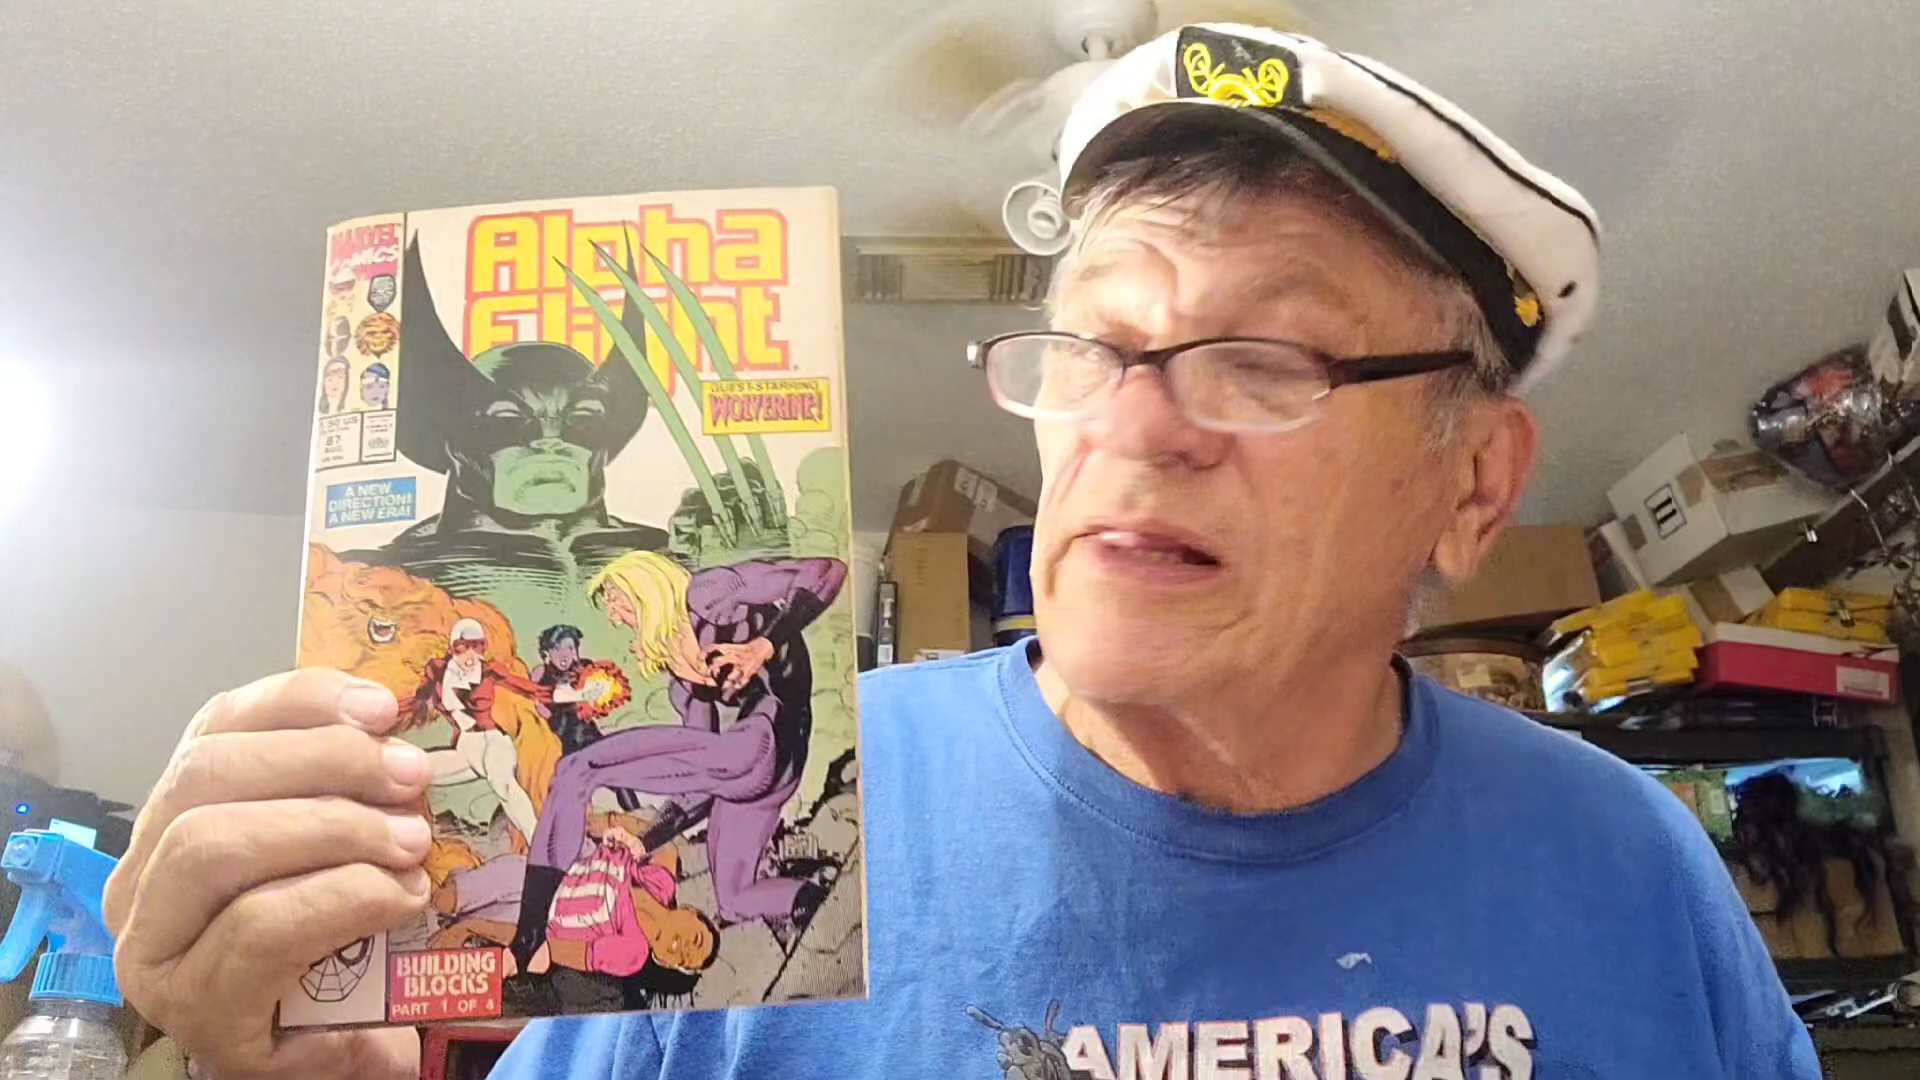 MARVEL
COMICS
Alpha
Flight
GUEST-STARRING
WOLVERINE!
87
AUG
A NEW
DIRECTION!
A NEW ERA!
BUILDING
BLOCKS
PART 1 OF 4
AMERICA'S